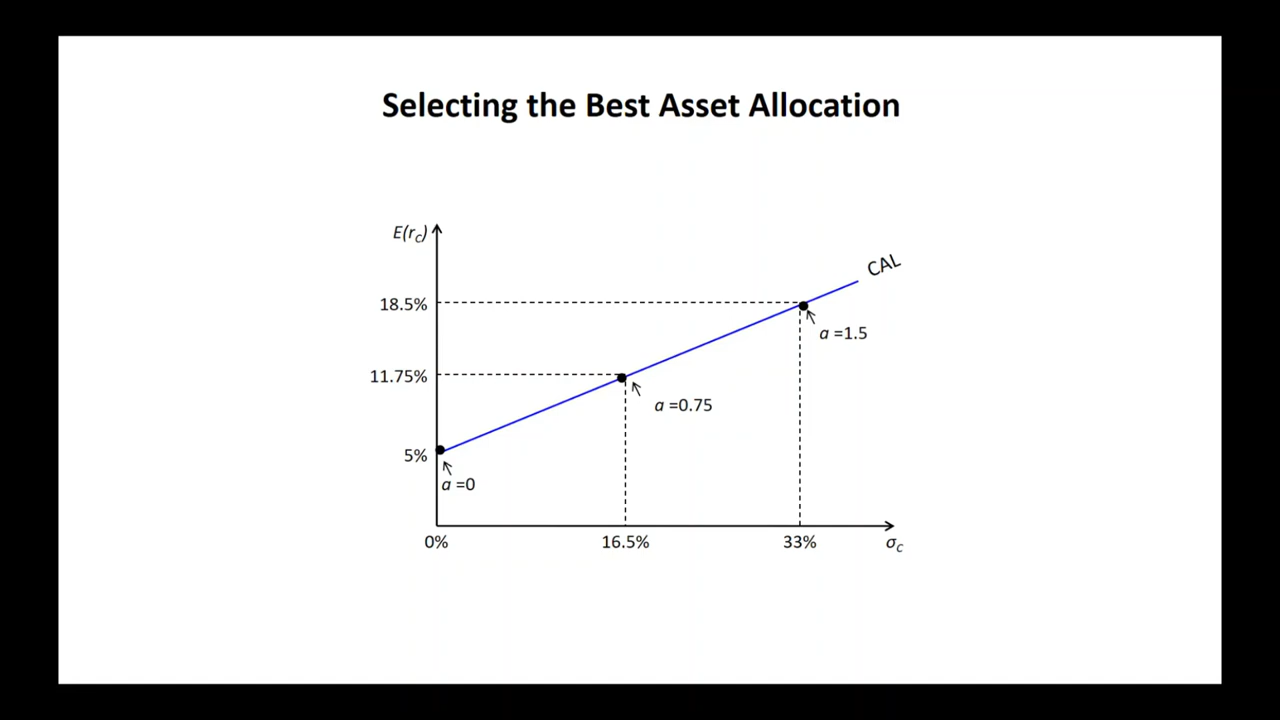 Selecting the Best Asset Allocation
E(rC)
CAL
18.5%
a =1.5
11.75%
a =0.75
5%
a =0
0%
16.5%
33%
σC